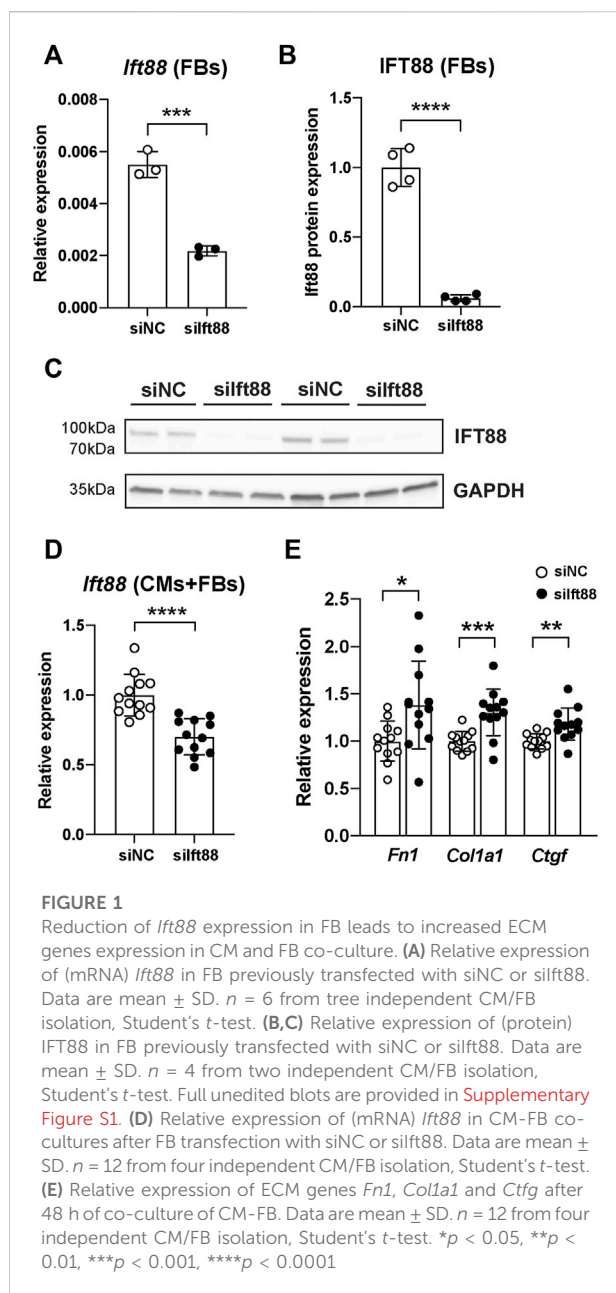 A
Ift88 (FBs)
0.008
0.006
0.004
0.002
0.000
Relative expression
***
siNC
siIft88
B
IFT88 (FBs)
1.5
1.0
0.5
0.0
Ift88 protein expression
****
siNC
siIft88
C
siNC siIft88 siNC siIft88
100kDa
70kDa
IFT88
35kDa
GAPDH
D
Ift88 (CMs+FBs)
1.5
1.0
0.5
0.0
Relative expression
****
siNC
siIft88
E
siNC
siIft88
2.5
2.0
1.5
1.0
0.5
0.0
Relative expression
*
***
**
Fn1
Col1a1
Ctgf
FIGURE 1
Reduction of Ift88 expression in FB leads to increased ECM
genes expression in CM and FB co-culture. (A) Relative expression
of (mRNA) Ift88 in FB previously transfected with siNC or siIft88.
Data are mean ± SD. n = 6 from tree independent CM/FB
isolation, Student's t-test. (B,C) Relative expression of (protein)
IFT88 in FB previously transfected with siNC or siIft88. Data are
mean ± SD. n = 4 from two independent CM/FB isolation,
Student's t-test. Full unedited blots are provided in Supplementary
Figure S1. (D) Relative expression of (mRNA) Ift88 in CM-FB co-
cultures after FB transfection with siNC or siIft88. Data are mean ±
SD. n = 12 from four independent CM/FB isolation, Student's t-test.
(E) Relative expression of ECM genes Fn1, Col1a1 and Ctfg after
48 h of co-culture of CM-FB. Data are mean ± SD. n = 12 from four
independent CM/FB isolation, Student's t-test. *p < 0.05, **p <
0.01, ***p < 0.001, ****p < 0.0001